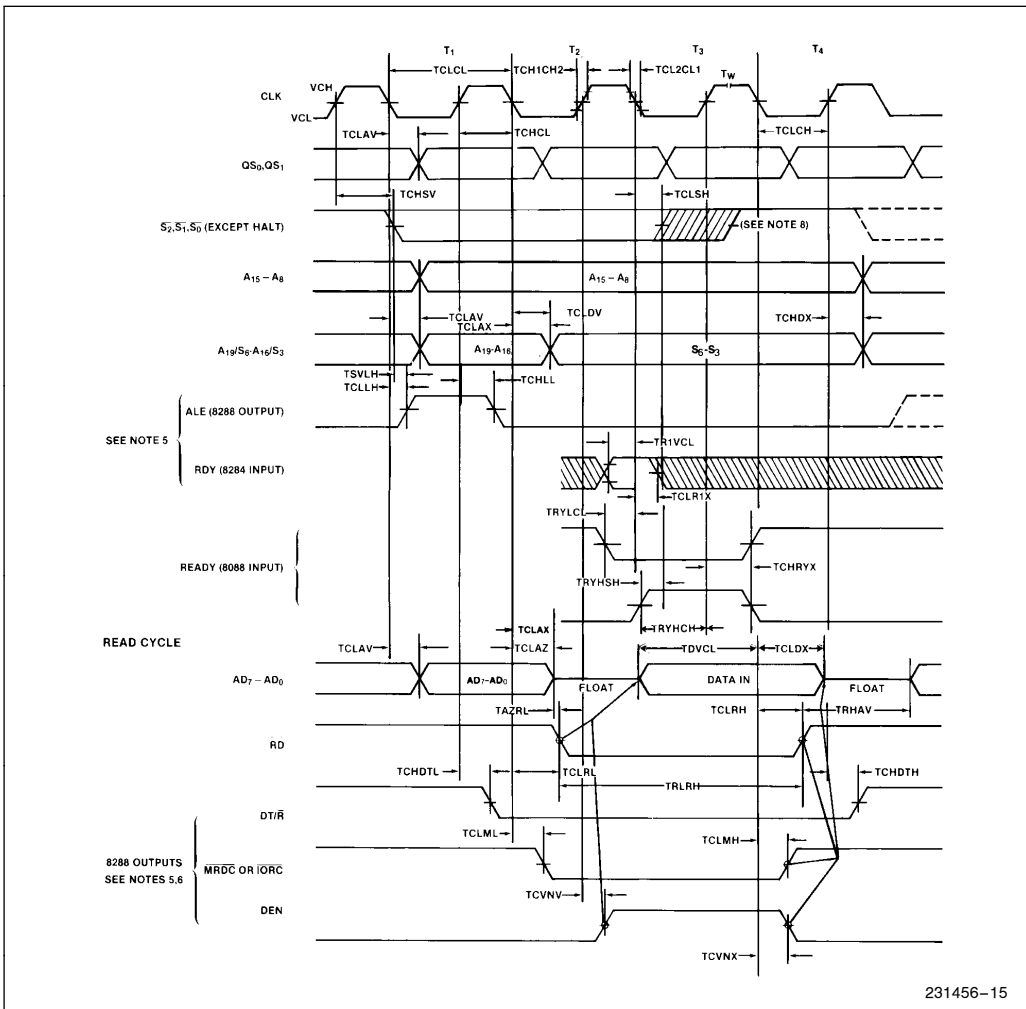 T1 T2 T3 T4
TCLCL TCH1CH2 TCL2CL1 TW
VCH
CLK
VCL
TCLAV TCHCL TCLCH
QS0,QS1
TCHSV TCLSH
S̅2̅,S̅1̅,S̅0̅ (EXCEPT HALT) (SEE NOTE 8)
A15–A8 A15–A8
TCLAV TCLDV TCHDX
TCLAX
A19/S6-A16/S3 A19-A16 S6-S3
TSVLH
TCLLH TCHLL
ALE (8288 OUTPUT)
SEE NOTE 5 TR1VCL
RDY (8284 INPUT)
TCLR1X
TRYLCL
READY (8088 INPUT) TCHRYX
TRYHSH
TCLAX TRYHCH
READ CYCLE
TCLAV TCLAZ TDVCL TCLDX
AD7–AD0 AD7–AD0 FLOAT DATA IN FLOAT
TAZRL TCLRH TRHAV
RD
TCHDTL TCLRL TRLRH TCHDTH
DT/R̅
TCLML TCLMH
8288 OUTPUTS
SEE NOTES 5,6
M̅R̅D̅C̅ OR I̅O̅R̅C̅
TCVNV
DEN
TCVNX
231456–15